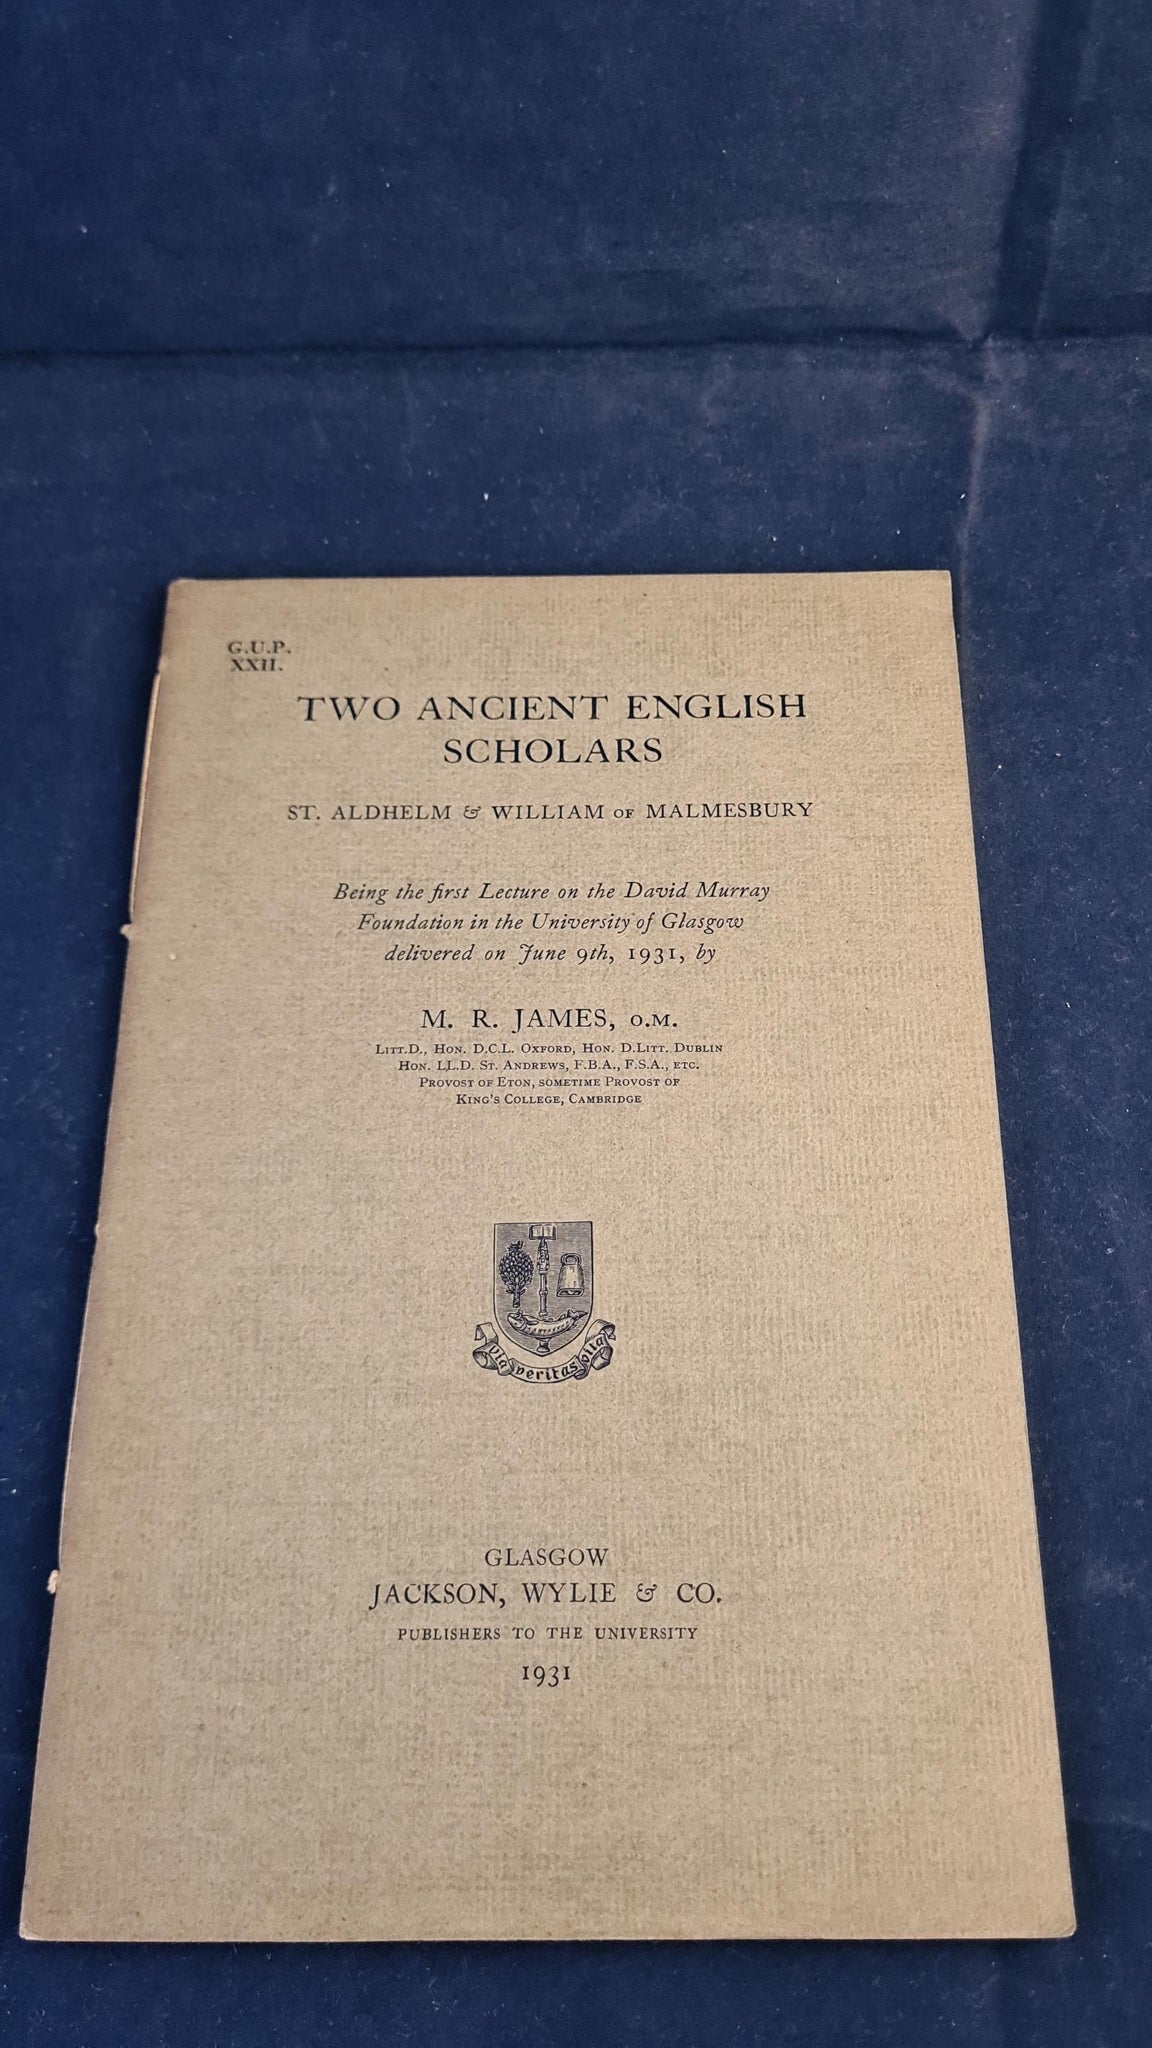 G.U.P.
XXII.
TWO ANCIENT ENGLISH
SCHOLARS
ST. ALDHELM & WILLIAM OF MALMESBURY
Being the first Lecture on the David Murray
Foundation in the University of Glasgow
delivered on June 9th, 1931, by
M. R. JAMES, O.M.
LITT.D., HON. D.C.L. OXFORD, HON. D.LITT. DUBLIN
HON. LL.D. ST. ANDREWS, F.B.A., F.S.A., ETC.
PROVOST OF ETON, SOMETIME PROVOST OF
KING'S COLLEGE, CAMBRIDGE
via veritas vita
GLASGOW
JACKSON, WYLIE & CO.
PUBLISHERS TO THE UNIVERSITY
1931